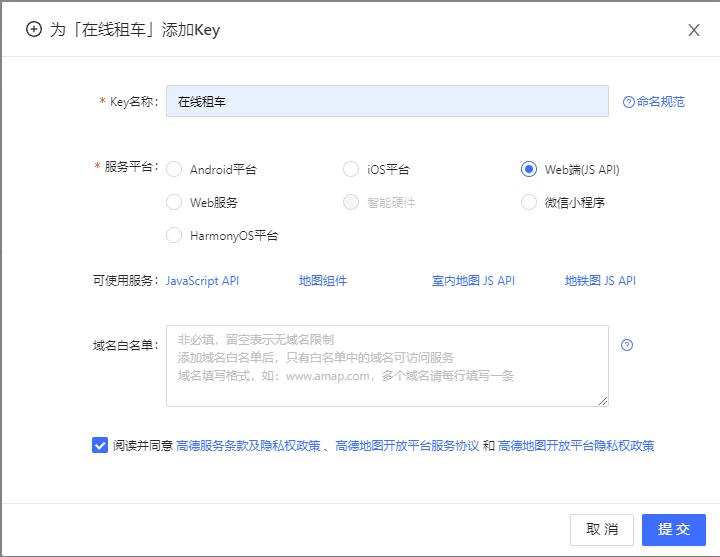 为「在线租车」添加Key
* Key名称： 在线租车 命名规范
* 服务平台： Android平台 iOS平台 Web端(JS API)
Web服务 智能硬件 微信小程序
HarmonyOS平台
可使用服务： JavaScript API 地图组件 室内地图 JS API 地铁图 JS API
域名白名单： 非必填，留空表示无域名限制
添加域名白名单后，只有白名单中的域名可访问服务
域名填写格式，如：www.amap.com，多个域名请每行填写一条
阅读并同意 高德服务条款及隐私权政策 、高德地图开放平台服务协议 和 高德地图开放平台隐私权政策
取 消 提 交